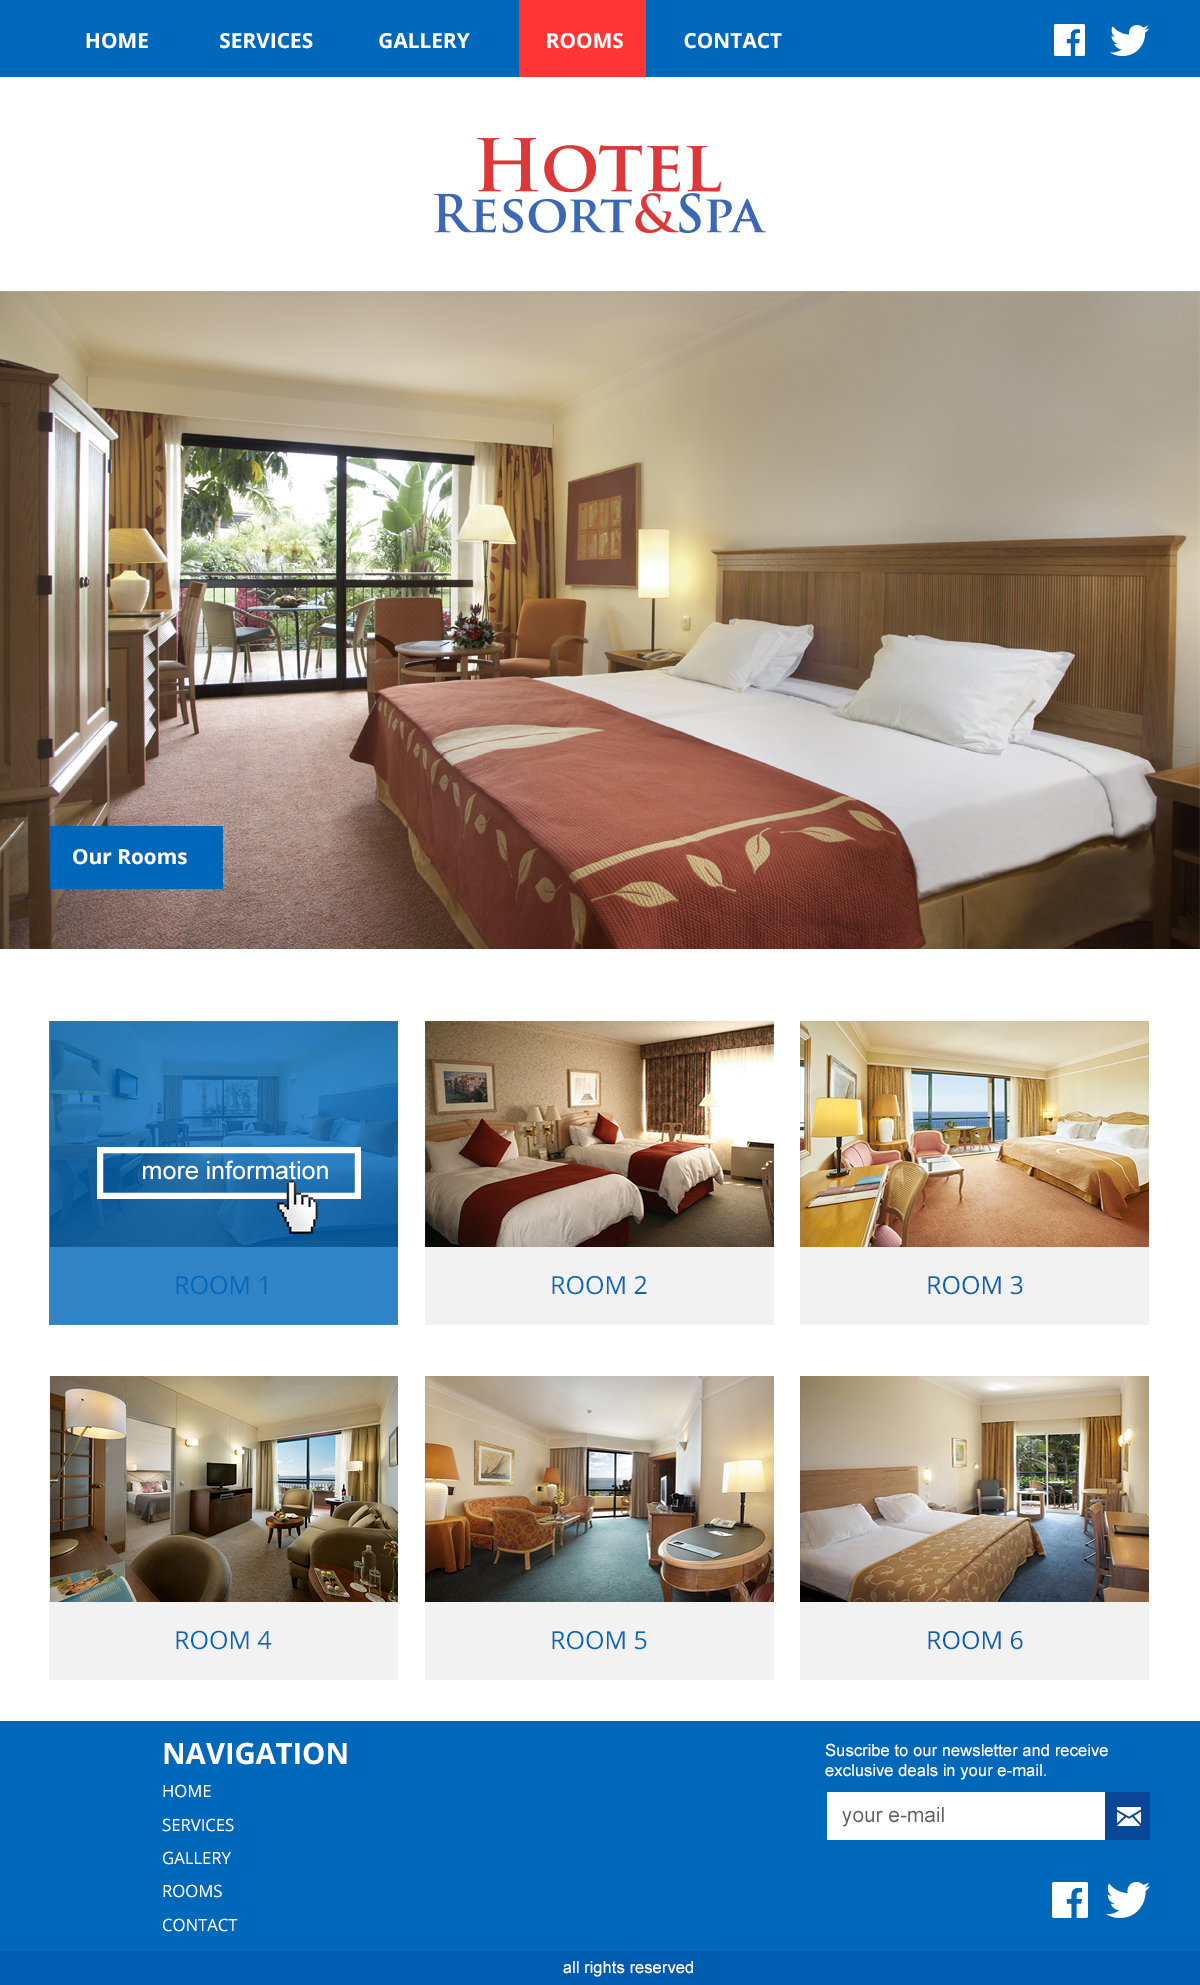 HOME SERVICES GALLERY ROOMS CONTACT
HOTEL
RESORT&SPA
Our Rooms
more information
ROOM 1 ROOM 2 ROOM 3
ROOM 4 ROOM 5 ROOM 6
NAVIGATION
HOME
SERVICES
GALLERY
ROOMS
CONTACT
Suscribe to our newsletter and receive
exclusive deals in your e-mail.
your e-mail
all rights reserved